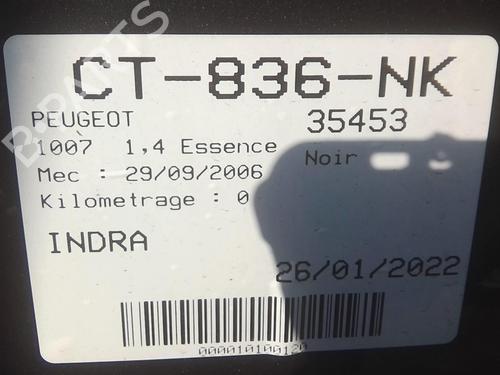 CT-836-NK
PEUGEOT 35453
1007 1,4 Essence Noir
Mec : 29/09/2006
Kilometrage : 0
INDRA
26/01/2022
000010100120